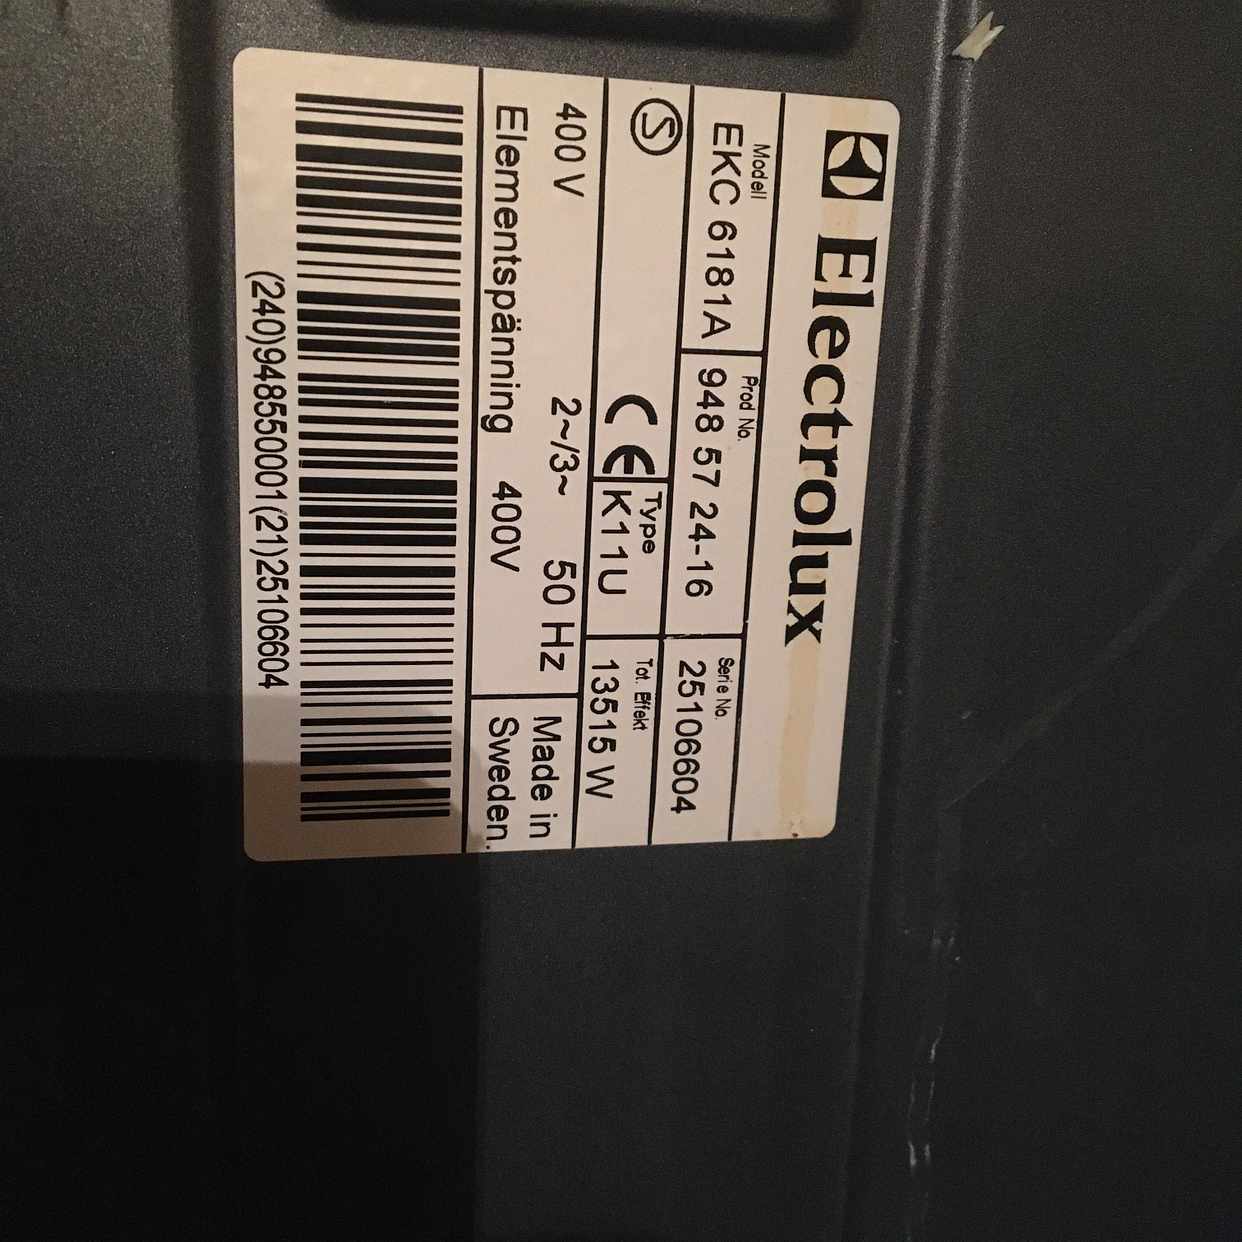 Electrolux
Modell
EKC 6181A
Prod No.
948 57 24-16
Serie No.
25106604
S
CE
Type
K11U
Tot. Effekt
13515 W
400 V 2~/3~ 50 Hz
Elementspänning 400V
Made in
Sweden.
(240)948550001(21)25106604